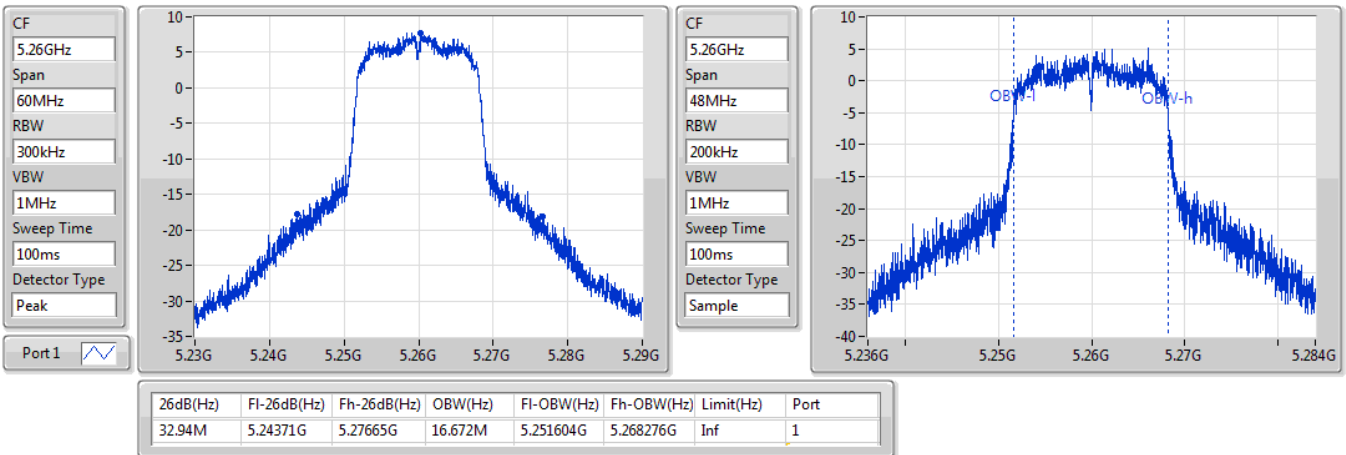 CF
5.26GHz
Span
60MHz
RBW
300kHz
VBW
1MHz
Sweep Time
100ms
Detector Type
Peak
Port 1
10
5
0
-5
-10
-15
-20
-25
-30
-35
5.23G 5.24G 5.25G 5.26G 5.27G 5.28G 5.29G
CF
5.26GHz
Span
48MHz
RBW
200kHz
VBW
1MHz
Sweep Time
100ms
Detector Type
Sample
10
5
0
-5
-10
-15
-20
-25
-30
-35
-40
OBW-l OBW-h
5.236G 5.25G 5.26G 5.27G 5.284G
26dB(Hz) Fl-26dB(Hz) Fh-26dB(Hz) OBW(Hz) Fl-OBW(Hz) Fh-OBW(Hz) Limit(Hz) Port
32.94M 5.24371G 5.27665G 16.672M 5.251604G 5.268276G Inf 1